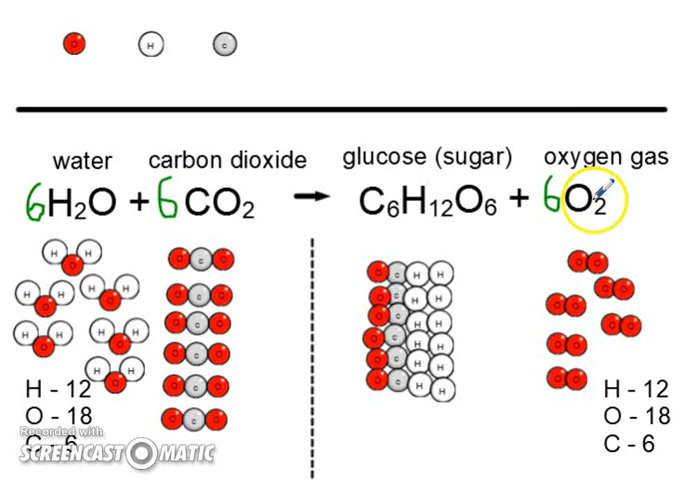 O H C
water carbon dioxide glucose (sugar) oxygen gas
6H₂O + 6CO₂ → C₆H₁₂O₆ + 6O₂
H - 12 H - 12
O - 18 O - 18
C - 6 C - 6
Recorded with
SCREENCAST-O-MATIC